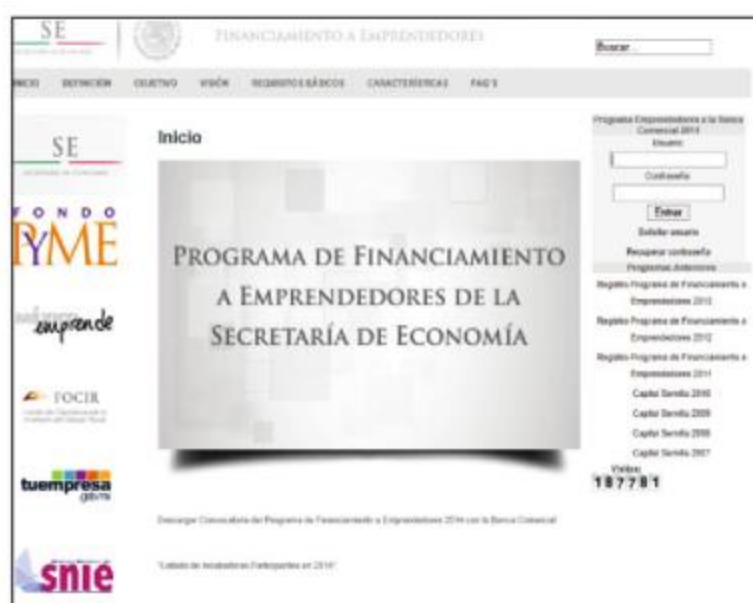 SE
FINANCIAMIENTO A EMPRENDEDORES
Buscar...
INICIO DEFINICIÓN OBJETIVO VISIÓN REQUISITOS BÁSICOS CARACTERÍSTICAS FAQ'S
SE
SECRETARÍA DE ECONOMÍA
FONDO
PyME
méxico
emprende
FOCIR
tuempresa
.gob.mx
snie
Inicio
PROGRAMA DE FINANCIAMIENTO
A EMPRENDEDORES DE LA
SECRETARÍA DE ECONOMÍA
Descargar Convocatoria del Programa de Financiamiento a Emprendedores 2014 con la Banca Comercial
"Listado de Incubadoras Participantes en 2014"
Programa Emprendedores a la Banca
Comercial 2014
Usuario
Contraseña
Entrar
Solicitar usuario
Recuperar contraseña
Programas Anteriores
Registro Programa de Financiamiento a
Emprendedores 2013
Registro Programa de Financiamiento a
Emprendedores 2012
Registro Programa de Financiamiento a
Emprendedores 2011
Capital Semilla 2010
Capital Semilla 2009
Capital Semilla 2008
Capital Semilla 2007
Visitas:
187781